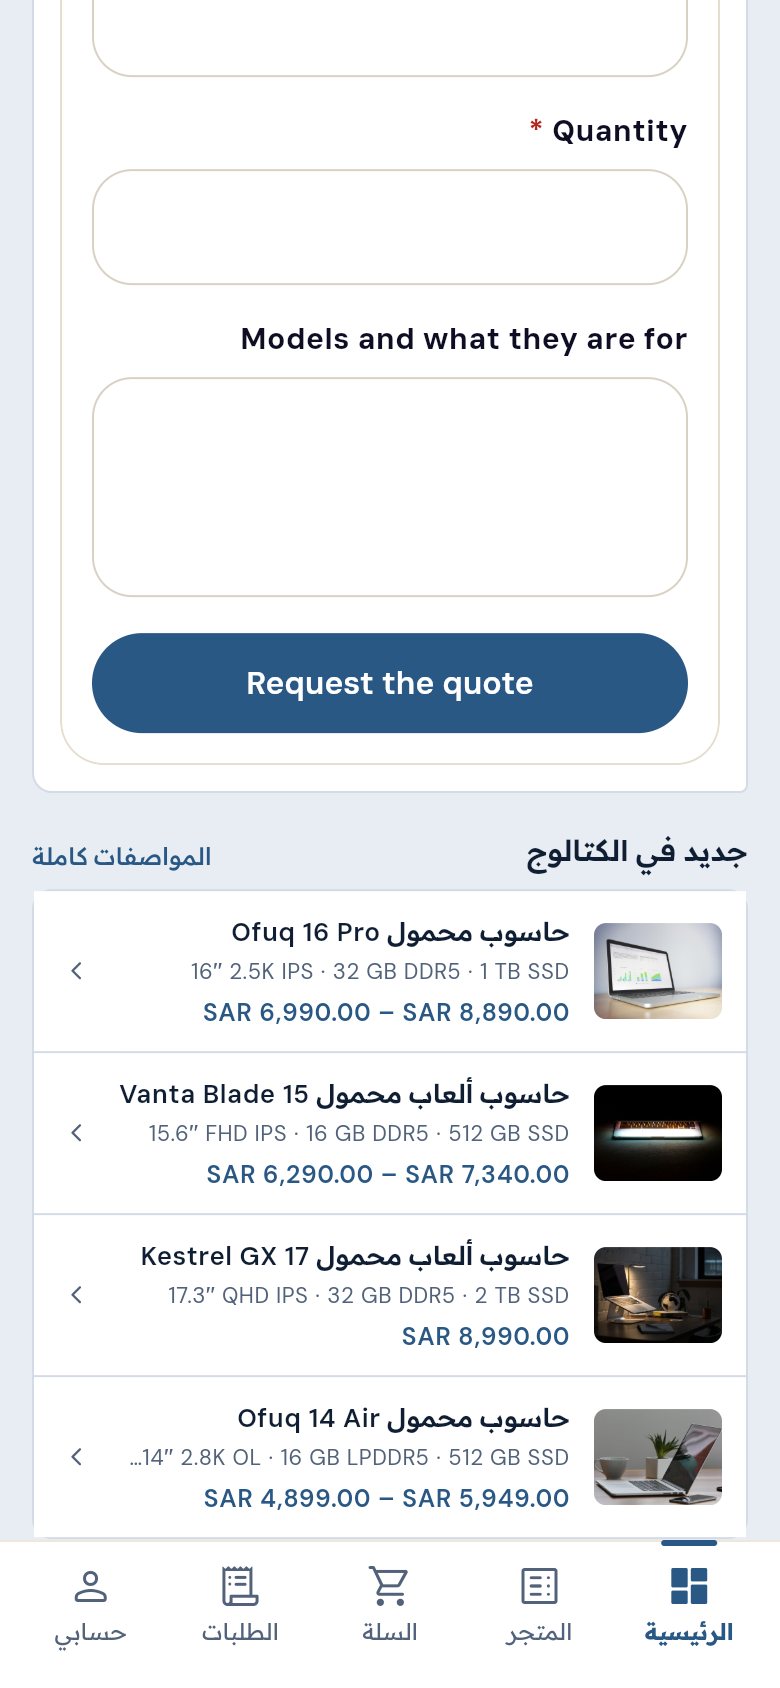 Quantity *
Models and what they are for
Request the quote
جديد في الكتالوج
المواصفات كاملة
حاسوب محمول Ofuq 16 Pro
16″ 2.5K IPS · 32 GB DDR5 · 1 TB SSD
SAR 6,990.00 – SAR 8,890.00
حاسوب ألعاب محمول Vanta Blade 15
15.6″ FHD IPS · 16 GB DDR5 · 512 GB SSD
SAR 6,290.00 – SAR 7,340.00
حاسوب ألعاب محمول Kestrel GX 17
17.3″ QHD IPS · 32 GB DDR5 · 2 TB SSD
SAR 8,990.00
حاسوب محمول Ofuq 14 Air
…14″ 2.8K OL · 16 GB LPDDR5 · 512 GB SSD
SAR 4,899.00 – SAR 5,949.00
الرئيسية
المتجر
السلة
الطلبات
حسابي